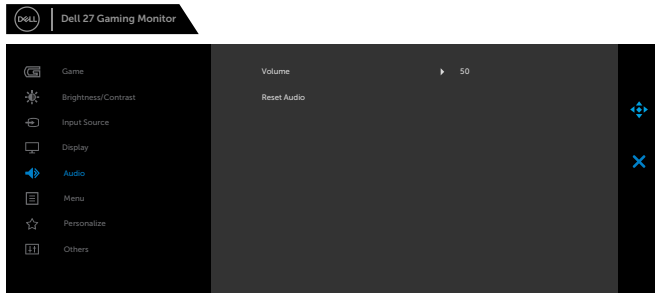 DELL
Dell 27 Gaming Monitor
Game
Volume
50
Brightness/Contrast
Reset Audio
Input Source
Display
Audio
Menu
Personalize
Others